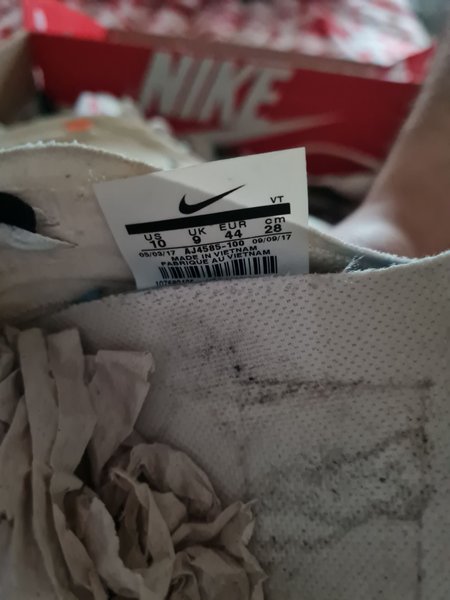 NIKE
VT
US UK EUR cm
10 9 44 28
05/03/17 AJ4585-100 09/09/17
MADE IN VIETNAM
FABRIQUE AU VIETNAM